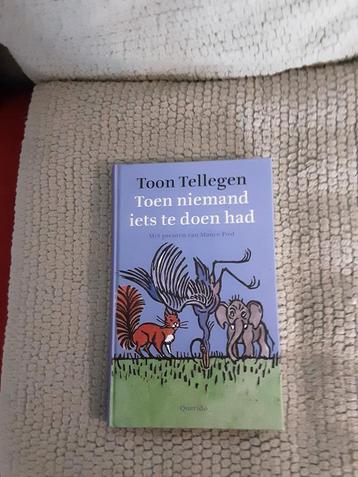 Toon Tellegen
Toen niemand
iets te doen had
Met prenten van Mance Post
Querido